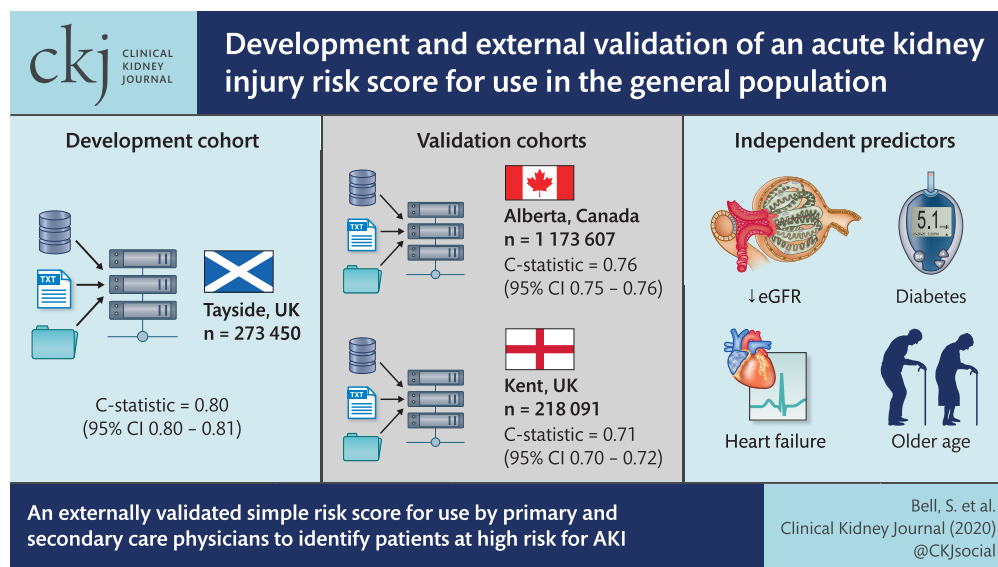 ckj CLINICAL
KIDNEY
JOURNAL
Development and external validation of an acute kidney
injury risk score for use in the general population
Development cohort
TXT
Tayside, UK
n = 273 450
C-statistic = 0.80
(95% CI 0.80 – 0.81)
Validation cohorts
TXT
Alberta, Canada
n = 1 173 607
C-statistic = 0.76
(95% CI 0.75 – 0.76)
TXT
Kent, UK
n = 218 091
C-statistic = 0.71
(95% CI 0.70 – 0.72)
Independent predictors
↓eGFR
5.1
Diabetes
Heart failure
Older age
An externally validated simple risk score for use by primary and
secondary care physicians to identify patients at high risk for AKI
Bell, S. et al.
Clinical Kidney Journal (2020)
@CKJsocial